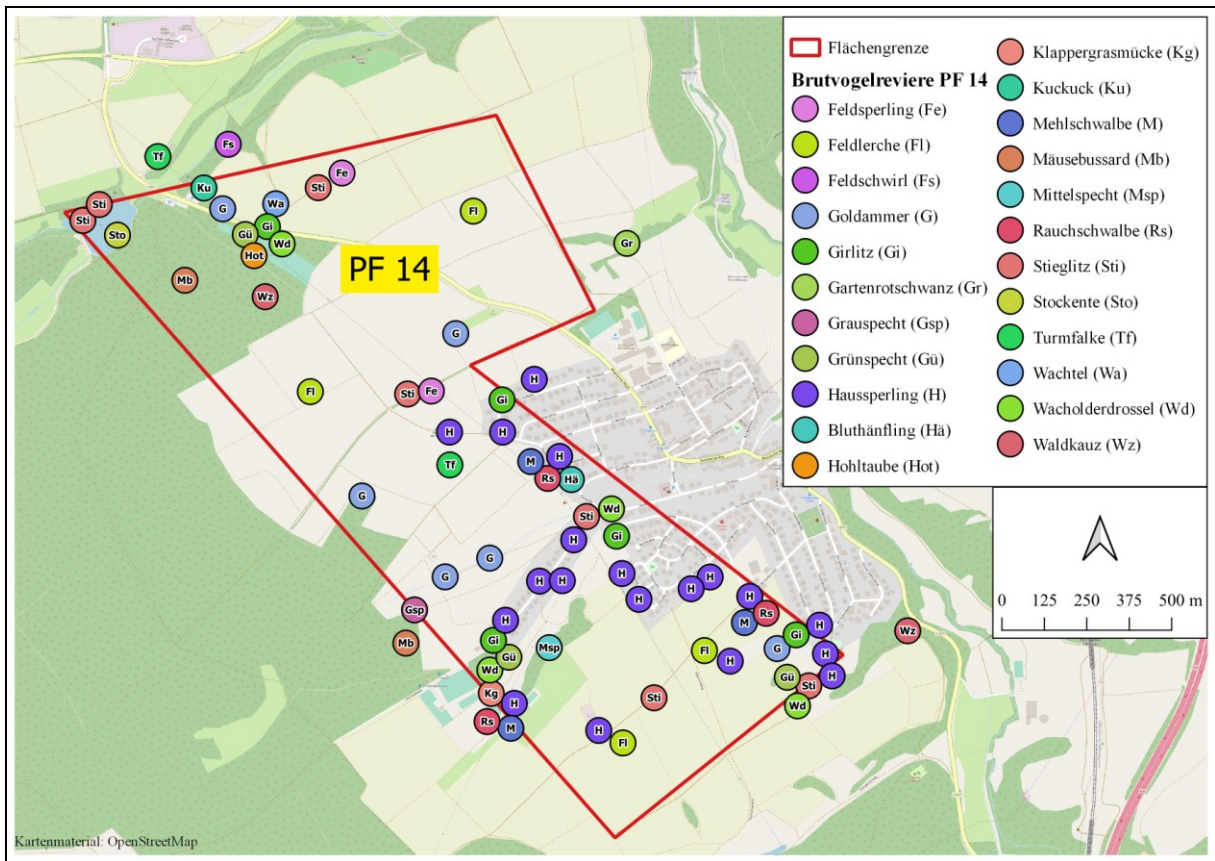 Flächengrenze
Brutvogelreviere PF 14
Feldsperling (Fe)
Feldlerche (Fl)
Feldschwirl (Fs)
Goldammer (G)
Girlitz (Gi)
Gartenrotschwanz (Gr)
Grauspecht (Gsp)
Grünspecht (Gü)
Haussperling (H)
Bluthänfling (Hä)
Hohltaube (Hot)
Klappergrasmücke (Kg)
Kuckuck (Ku)
Mehlschwalbe (M)
Mäusebussard (Mb)
Mittelspecht (Msp)
Rauchschwalbe (Rs)
Stieglitz (Sti)
Stockente (Sto)
Turmfalke (Tf)
Wachtel (Wa)
Wacholderdrossel (Wd)
Waldkauz (Wz)
0 125 250 375 500 m
PF 14
Fs
Tf
Fe
Ku
Sti
Sti
Wa
G
Fl
Sti
Gi
Sto
Gü
Wd
Gr
Hot
Mb
Wz
G
H
Fl
Sti
Fe
Gi
H
H
M
H
Tf
Rs
Hä
G
Wd
Sti
Gi
H
G
G
H
H
H
H
H
H
H
Gsp
Rs
H
M
H
Wz
Gi
Gi
Mb
Msp
G
Fl
H
Gü
H
Wd
H
Gü
Sti
Kg
Sti
H
Wd
Rs
M
H
Fl
Kartenmaterial: OpenStreetMap